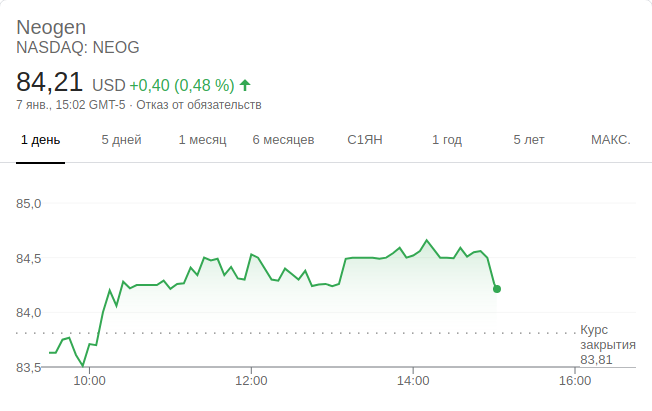 Neogen
NASDAQ: NEOG
84,21 USD +0,40 (0,48 %)
7 янв., 15:02 GMT-5 · Отказ от обязательств
1 день 5 дней 1 месяц 6 месяцев С1ЯН 1 год 5 лет МАКС.
85,0
84,5
84,0
83,5
Курс
закрытия
83,81
10:00 12:00 14:00 16:00